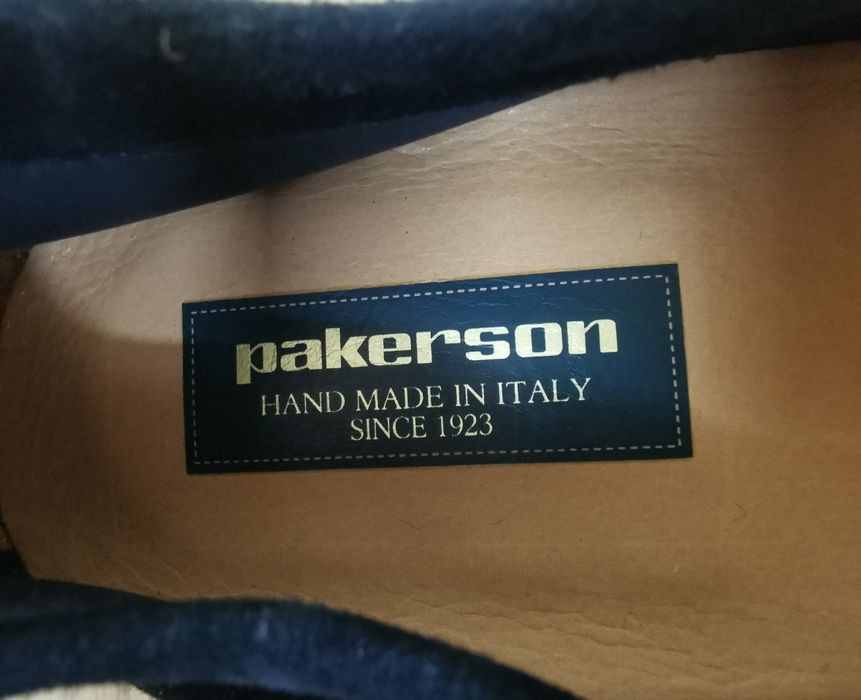 pakerson
HAND MADE IN ITALY
SINCE 1923